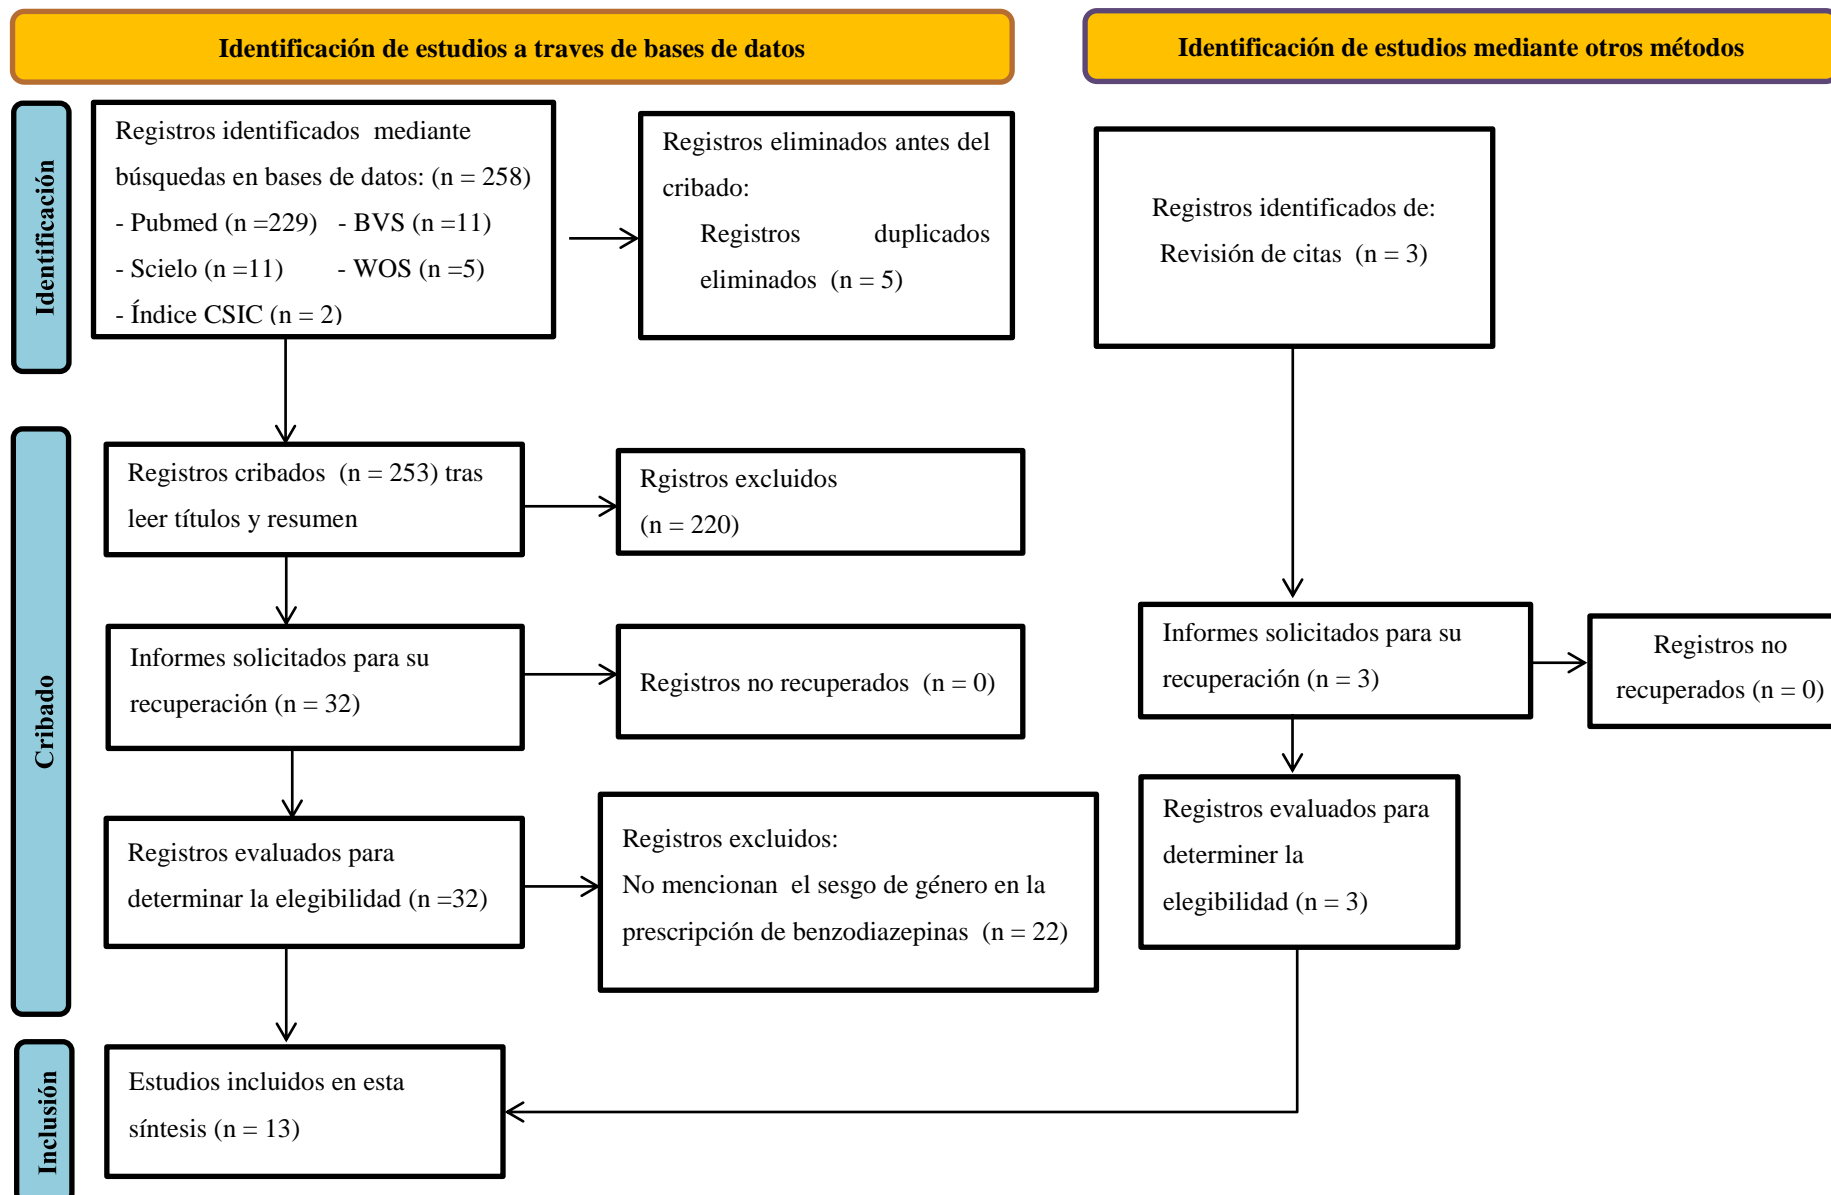 Identificación de estudios a traves de bases de datos
Identificación de estudios mediante otros métodos
Identificación
Registros identificados mediante
búsquedas en bases de datos: (n = 258)
- Pubmed (n =229) - BVS (n =11)
- Scielo (n =11) - WOS (n =5)
- Índice CSIC (n = 2)
Registros eliminados antes del
cribado:
Registros duplicados
eliminados (n = 5)
Registros identificados de:
Revisión de citas (n = 3)
Cribado
Registros cribados (n = 253) tras
leer títulos y resumen
Rgistros excluidos
(n = 220)
Informes solicitados para su
recuperación (n = 32)
Registros no recuperados (n = 0)
Informes solicitados para su
recuperación (n = 3)
Registros no
recuperados (n = 0)
Registros evaluados para
determinar la elegibilidad (n =32)
Registros excluidos:
No mencionan el sesgo de género en la
prescripción de benzodiazepinas (n = 22)
Registros evaluados para
determiner la
elegibilidad (n = 3)
Inclusión
Estudios incluidos en esta
síntesis (n = 13)